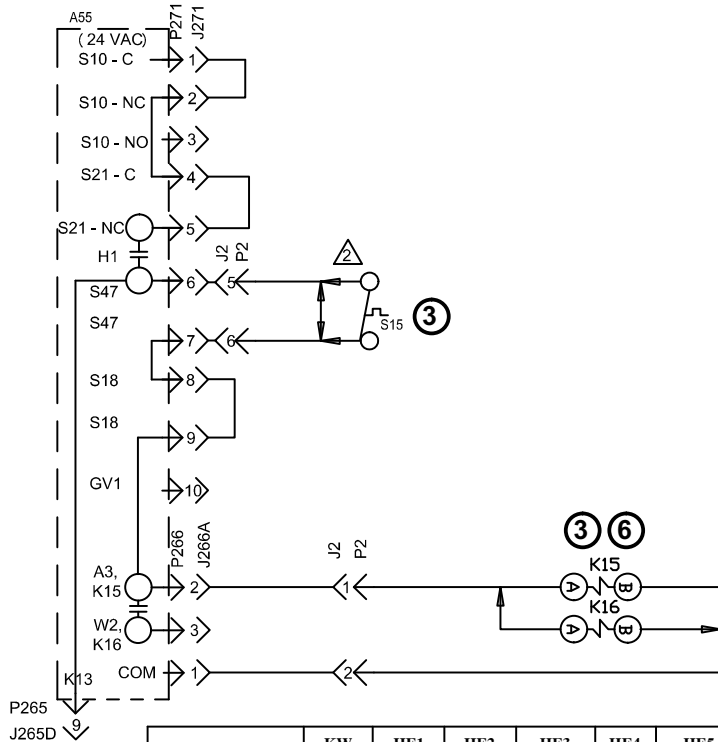 A55
(24 VAC)
P271
J271
S10 - C
1
S10 - NC
2
S10 - NO
3
S21 - C
4
S21 - NC
5
H1
J2
P2
2
S47
6
5
S15
3
S47
7
6
S18
8
S18
9
GV1
10
P266
J266A
J2
P2
3
6
A3,
K15
2
1
K15
A
B
K16
A
B
W2,
K16
3
COM
1
2
K13
P265
J265D
9
KW